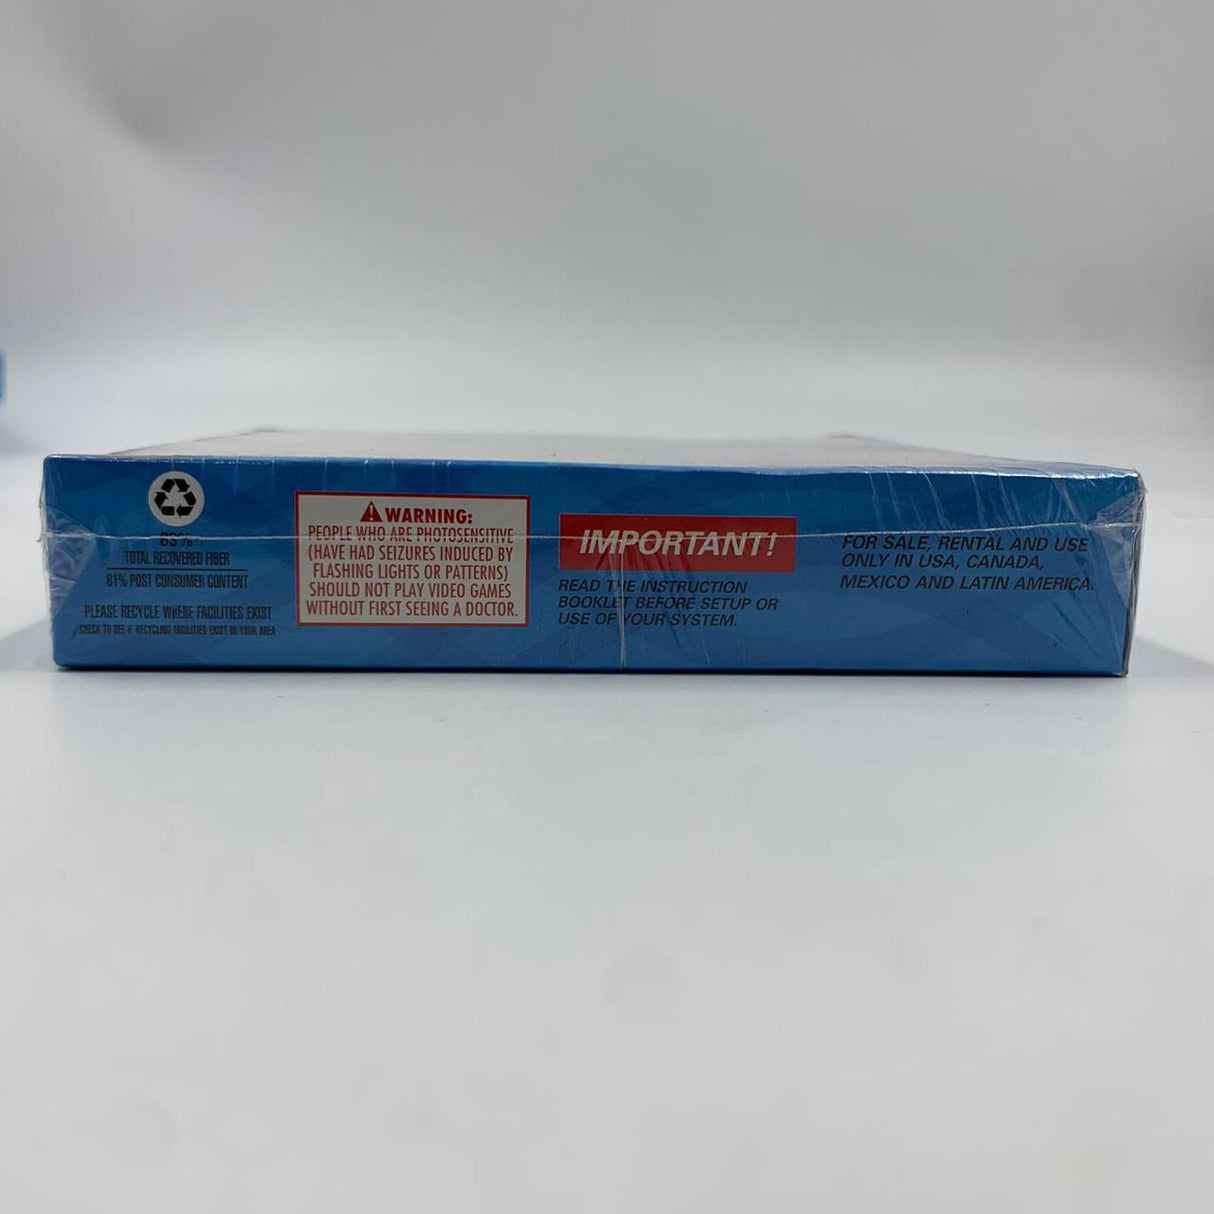 TOTAL RECOVERED FIBER
81% POST CONSUMER CONTENT
PLEASE RECYCLE WHERE FACILITIES EXIST
CHECK TO SEE IF RECYCLING FACILITIES EXIST IN YOUR AREA
WARNING:
PEOPLE WHO ARE PHOTOSENSITIVE
(HAVE HAD SEIZURES INDUCED BY
FLASHING LIGHTS OR PATTERNS)
SHOULD NOT PLAY VIDEO GAMES
WITHOUT FIRST SEEING A DOCTOR.
IMPORTANT!
READ THE INSTRUCTION
BOOKLET BEFORE SETUP OR
USE OF YOUR SYSTEM.
FOR SALE, RENTAL AND USE
ONLY IN USA, CANADA,
MEXICO AND LATIN AMERICA.